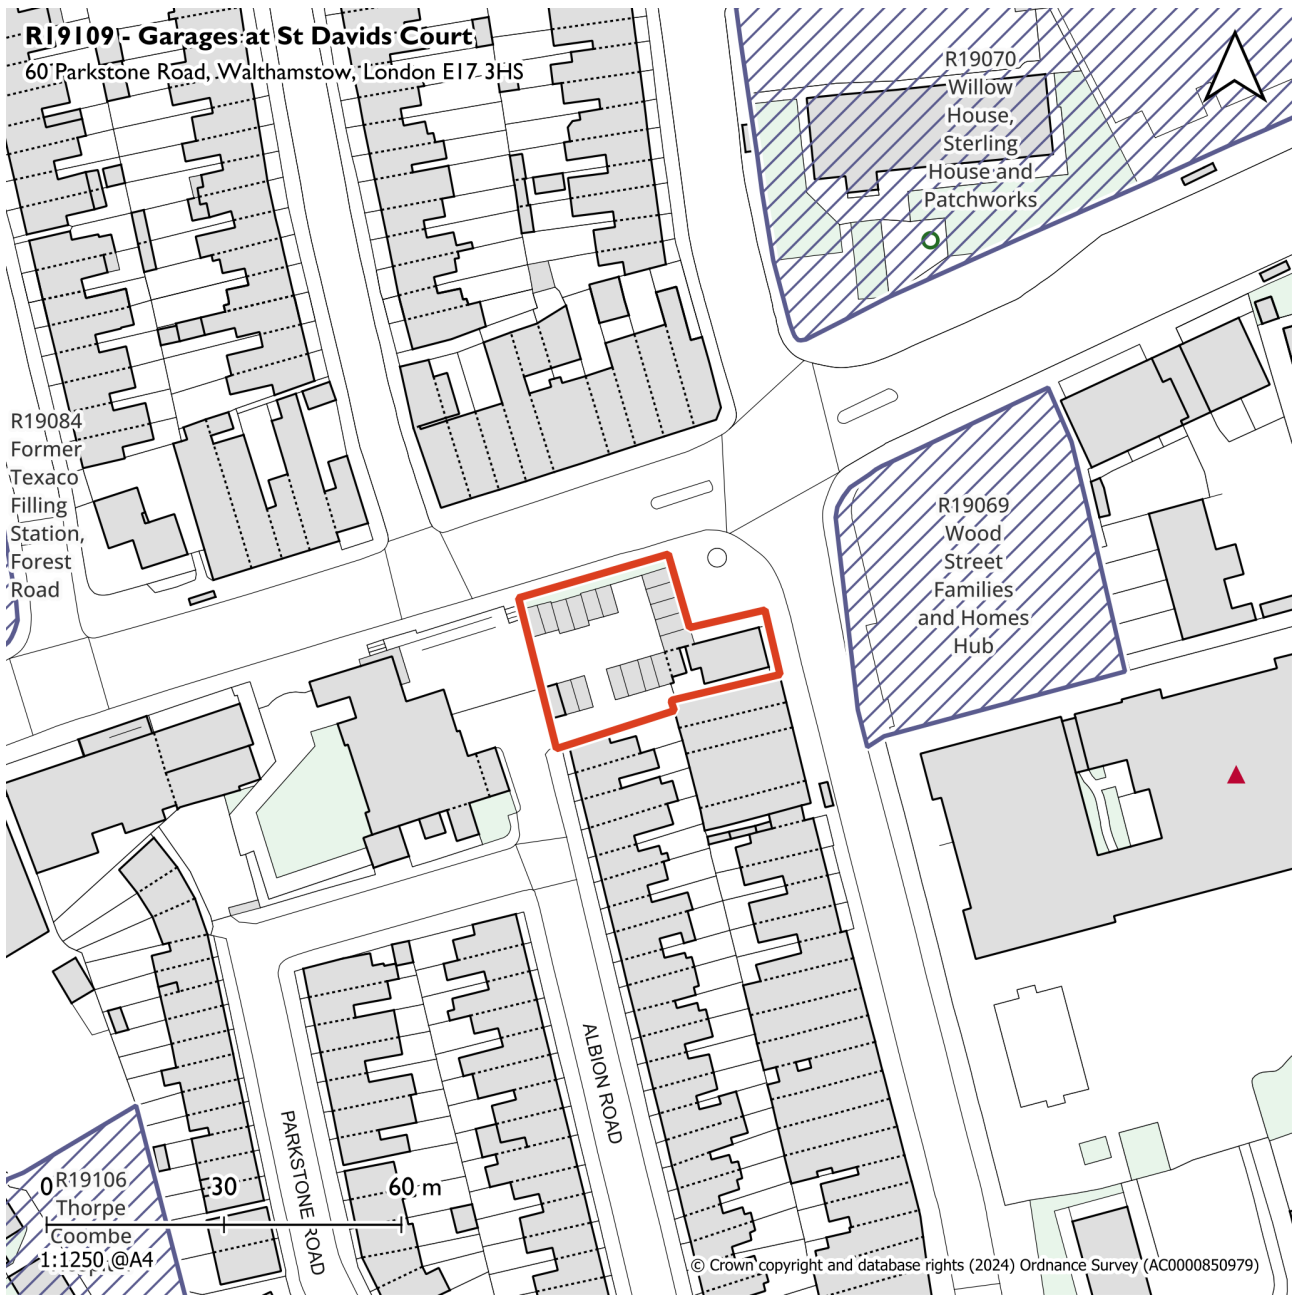 R19109 - Garages at St Davids Court
60 Parkstone Road, Walthamstow, London E17 3HS
R19070
Willow
House,
Sterling
House and
Patchworks
R19084
Former
Texaco
Filling
Station,
Forest
Road
R19069
Wood
Street
Families
and Homes
Hub
ALBION ROAD
PARKSTONE ROAD
R19106
Thorpe
Coombe
0 30 60 m
1:1250 @A4
© Crown copyright and database rights (2024) Ordnance Survey (AC0000850979)